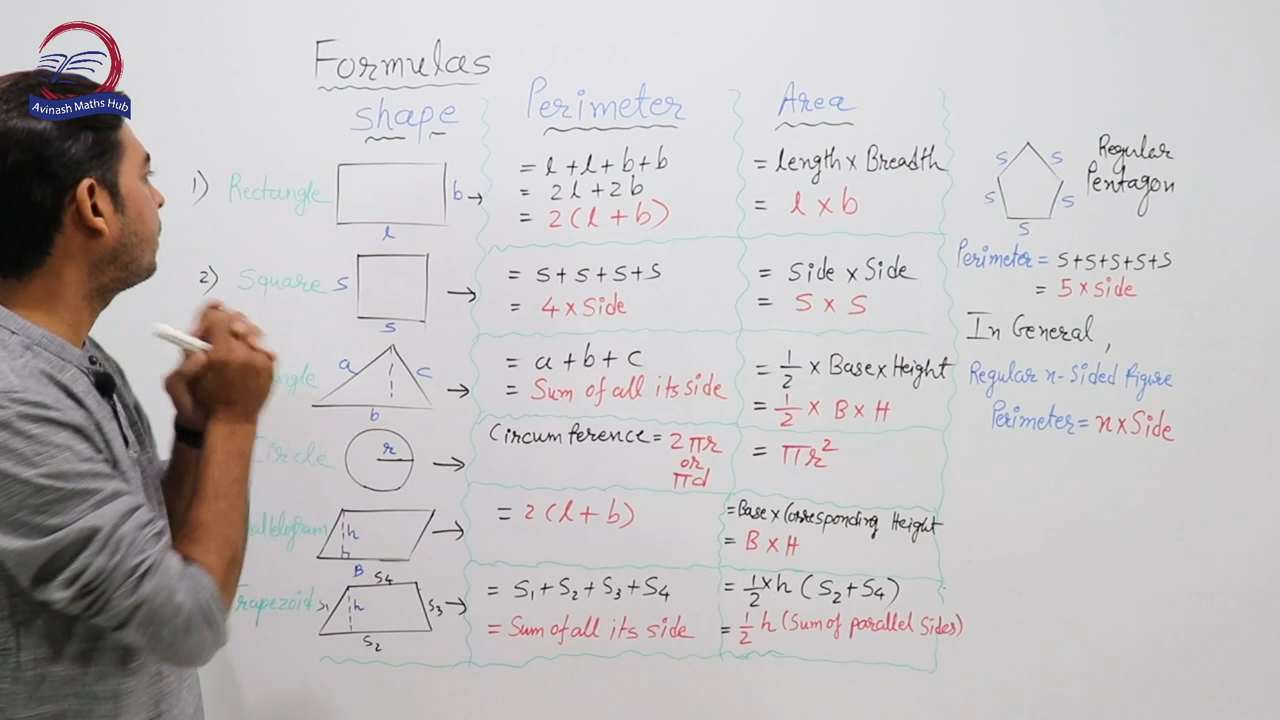 Avinash Maths Hub
Formulas
Shape Perimeter Area
1) Rectangle
l
b →
= l + l + b + b
= 2l + 2b
= 2(l + b)
= length x Breadth
= l x b
2) Square
s
s
→
= s + s + s + s
= 4 x Side
= Side x Side
= S x S
a
c
b
→
= a + b + c
= Sum of all its side
= 1/2 x Base x Height
= 1/2 x B x H
Circle
r
→
Circumference = 2πr
or
πd
= πr²
h
B
→
= 2(l + b)
= Base x Corresponding Height
= B x H
Trapezoid
S₁
S₄
h
S₃ →
S₂
= S₁ + S₂ + S₃ + S₄
= Sum of all its side
= 1/2 x h (S₂ + S₄)
= 1/2 h (Sum of parallel Sides)
s s
s s
s
Regular
Pentagon
Perimeter = s+s+s+s+s
= 5 x side
In General,
Regular n-Sided figure
Perimeter = n x Side